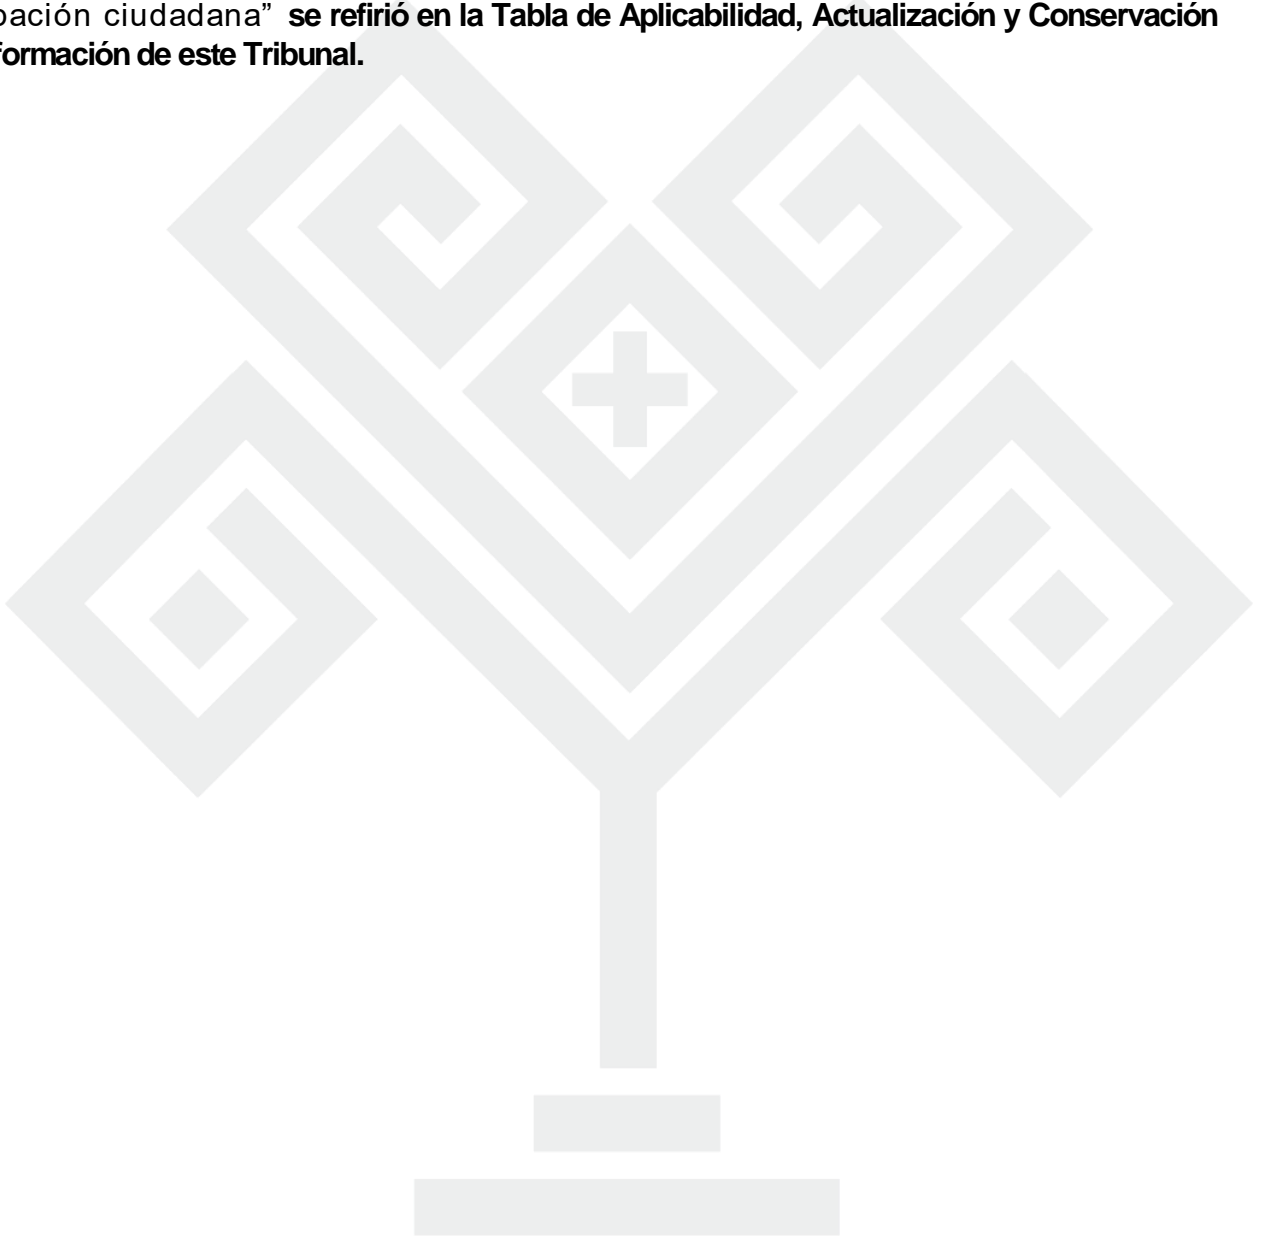 pación ciudadana” se refirió en la Tabla de Aplicabilidad, Actualización y Conservación
formación de este Tribunal.